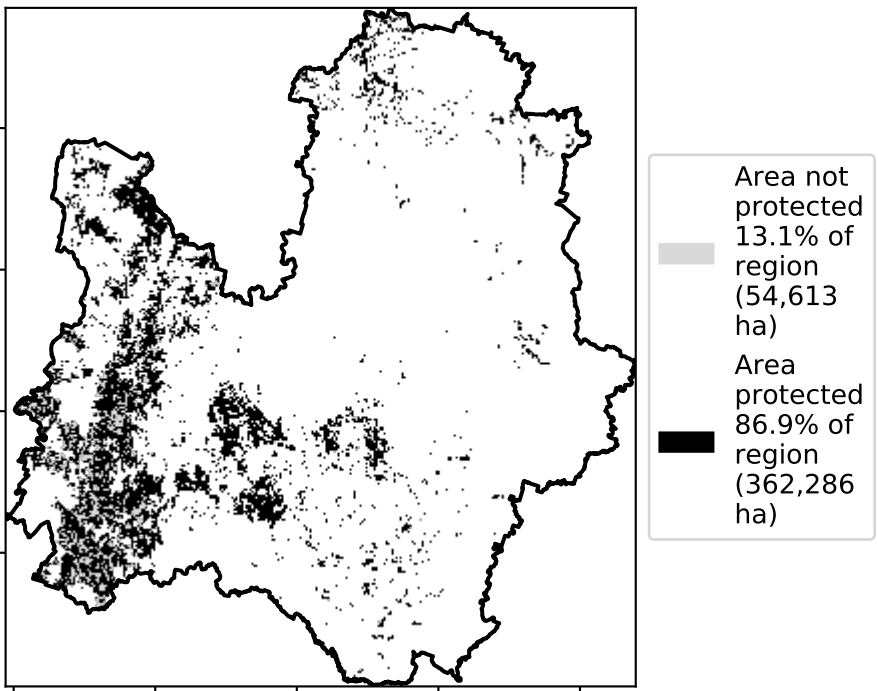 Area not
protected
13.1% of
region
(54,613
ha)
Area
protected
86.9% of
region
(362,286
ha)